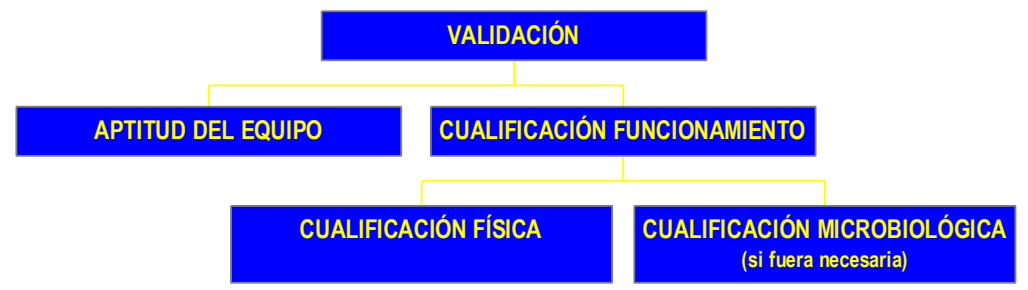 VALIDACIÓN
APTITUD DEL EQUIPO
CUALIFICACIÓN FUNCIONAMIENTO
CUALIFICACIÓN FÍSICA
CUALIFICACIÓN MICROBIOLÓGICA
(si fuera necesaria)